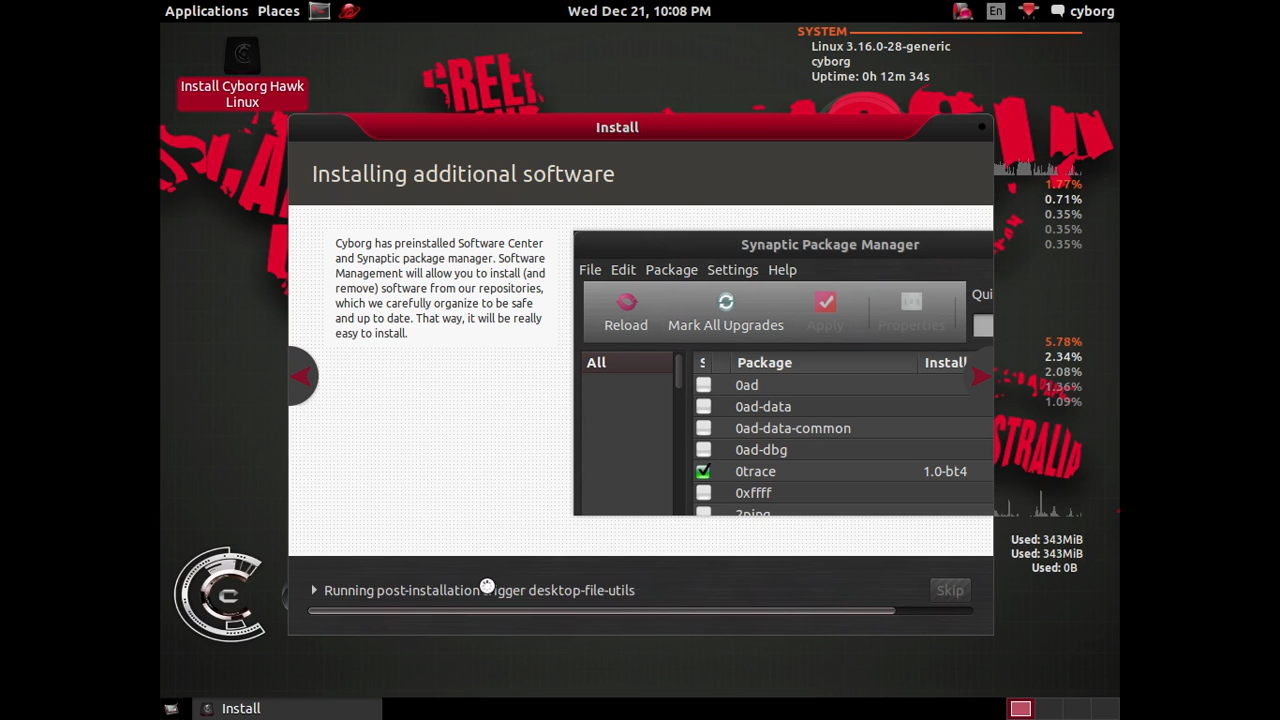 Applications Places
Wed Dec 21, 10:08 PM
En
cyborg
SYSTEM
Linux 3.16.0-28-generic
cyborg
Uptime: 0h 12m 34s
Install Cyborg Hawk
Linux
Install
Installing additional software
1.77%
0.71%
0.35%
0.35%
0.35%
Cyborg has preinstalled Software Center
and Synaptic package manager. Software
Management will allow you to install (and
remove) software from our repositories,
which we carefully organize to be safe
and up to date. That way, it will be really
easy to install.
Synaptic Package Manager
File Edit Package Settings Help
Qui
Reload Mark All Upgrades Apply Properties
All
S Package Install
0ad
0ad-data
0ad-data-common
0ad-dbg
0trace 1.0-bt4
0xffff
2ping
5.78%
2.34%
2.08%
1.36%
1.09%
RALIA
Used: 343MiB
Used: 343MiB
Used: 0B
Running post-installation trigger desktop-file-utils
Skip
Install